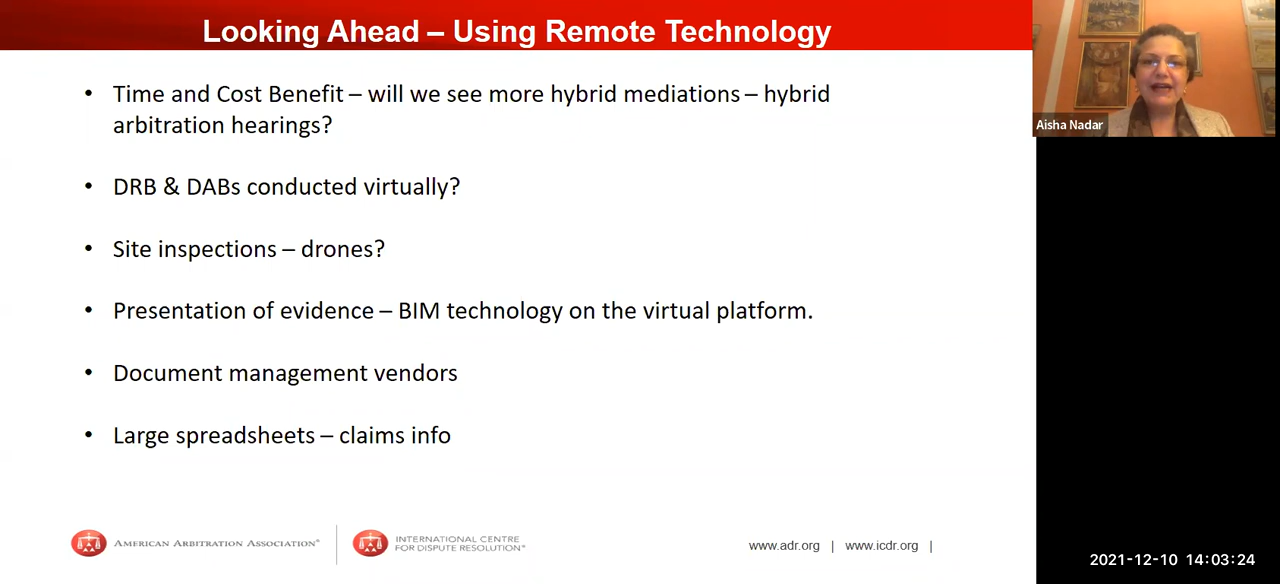 Looking Ahead – Using Remote Technology
• Time and Cost Benefit – will we see more hybrid mediations – hybrid
arbitration hearings?
• DRB & DABs conducted virtually?
• Site inspections – drones?
• Presentation of evidence – BIM technology on the virtual platform.
• Document management vendors
• Large spreadsheets – claims info
AMERICAN ARBITRATION ASSOCIATION®
INTERNATIONAL CENTRE
FOR DISPUTE RESOLUTION®
www.adr.org | www.icdr.org |
Aisha Nadar
2021-12-10 14:03:24